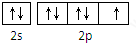 ↑↓ ↑↓ ↑↓ ↑
2s 2p